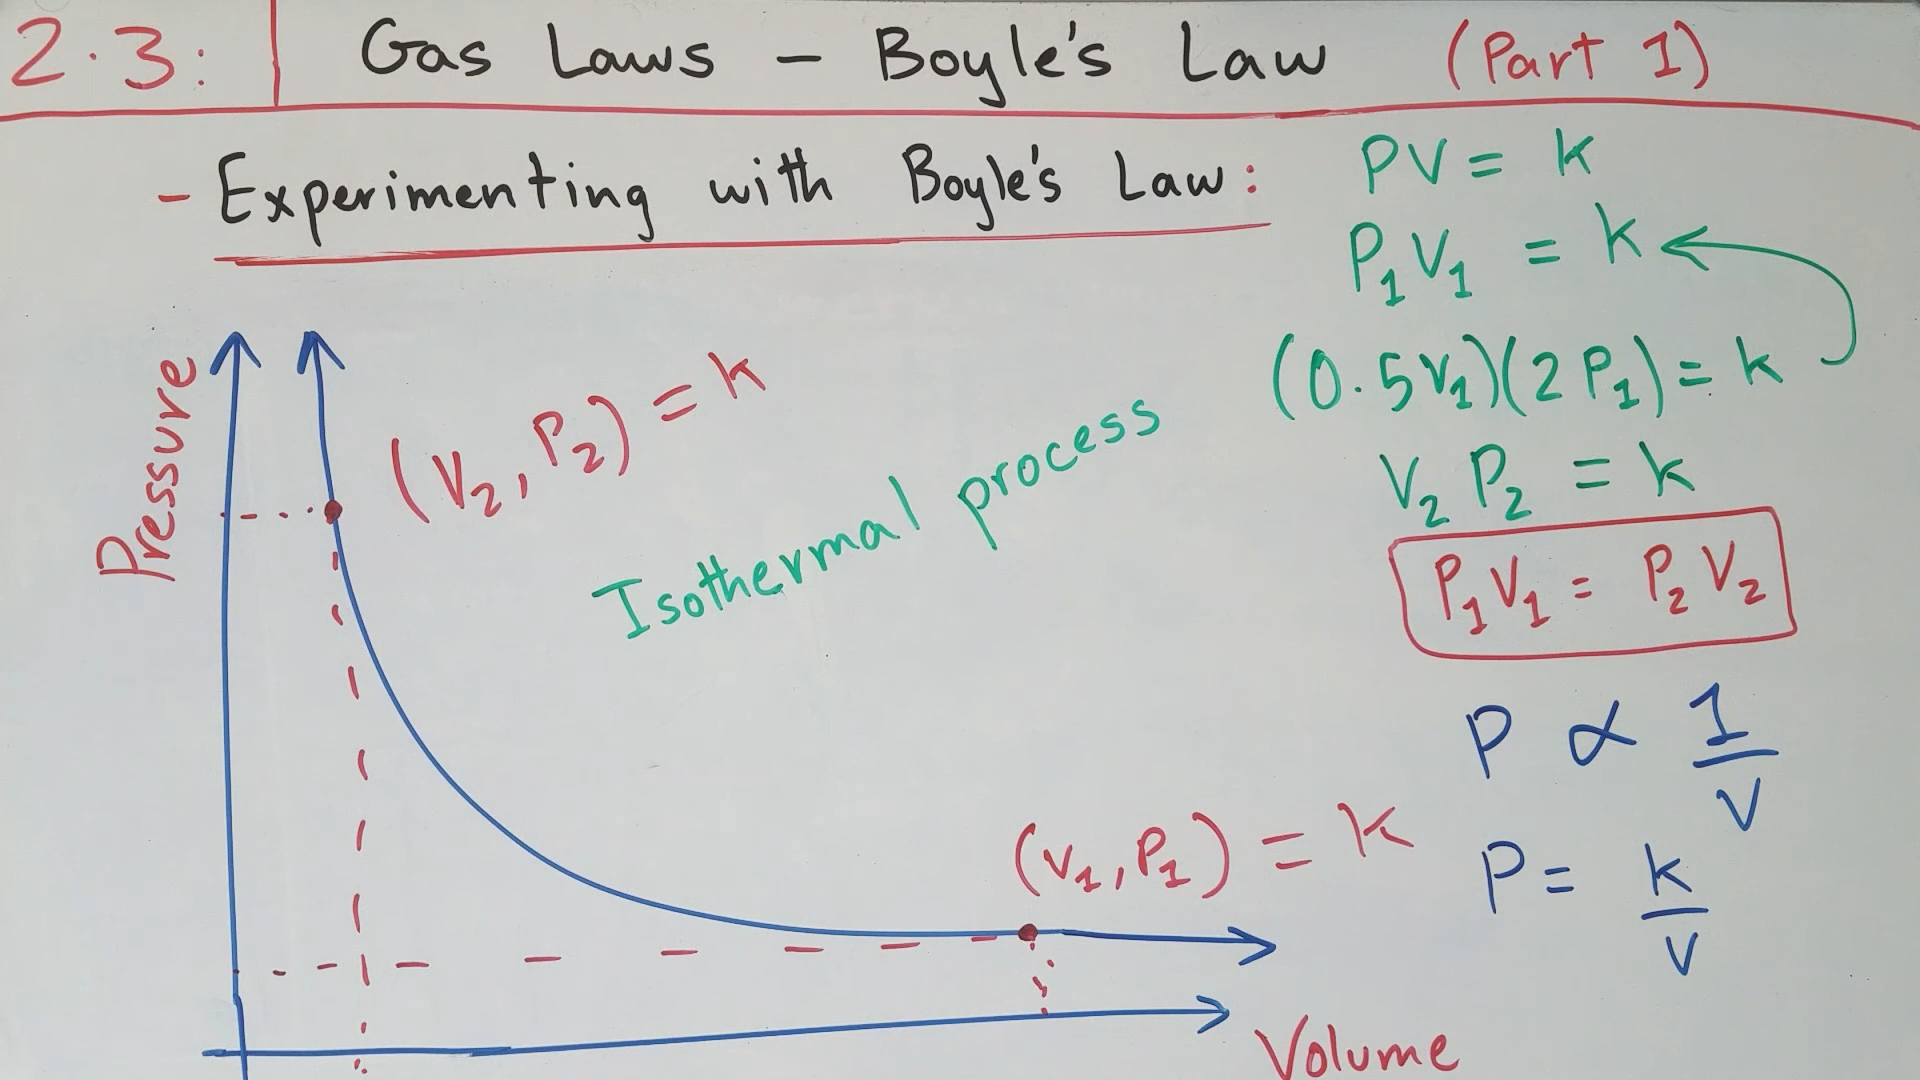 2.3: Gas Laws – Boyle's Law (Part 1)
- Experimenting with Boyle's Law:
PV = k
P₁V₁ = k
(0.5V₁)(2P₁) = k
V₂P₂ = k
P₁V₁ = P₂V₂
P ∝ 1/V
P = k/V
Pressure
(V₂, P₂) = k
Isothermal process
(V₁, P₁) = k
Volume